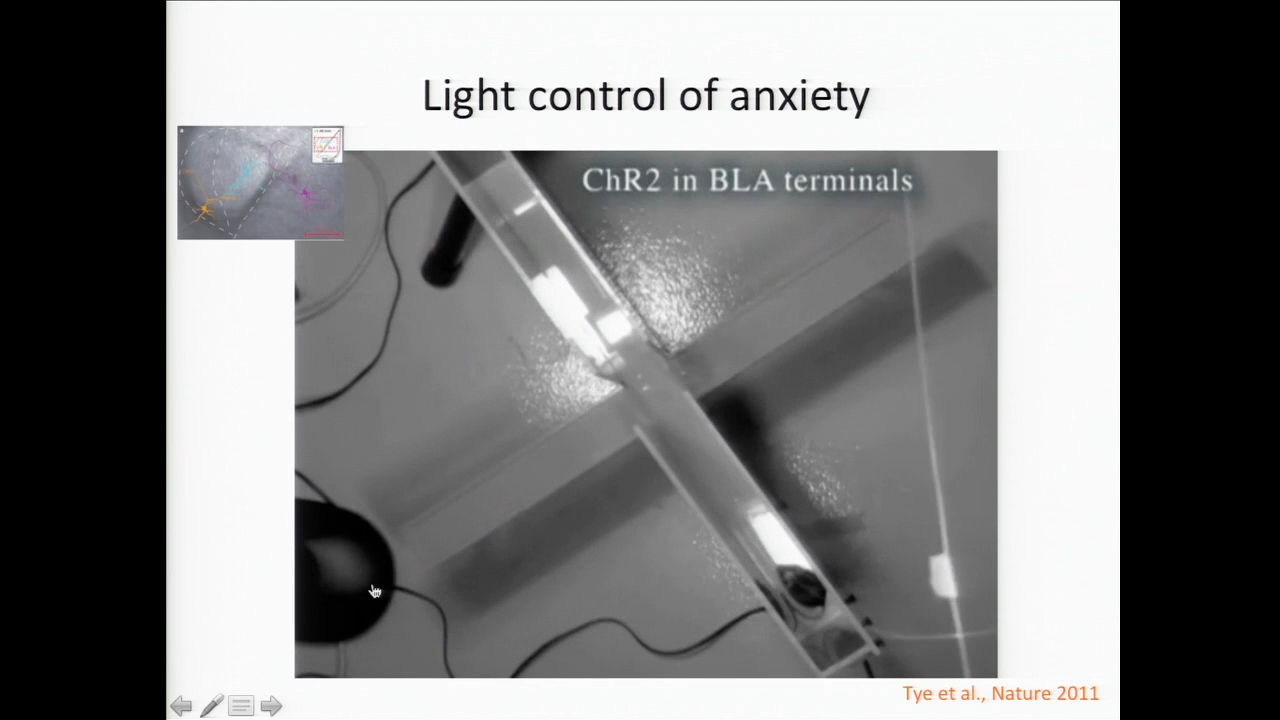 Light control of anxiety
ChR2 in BLA terminals
Tye et al., Nature 2011